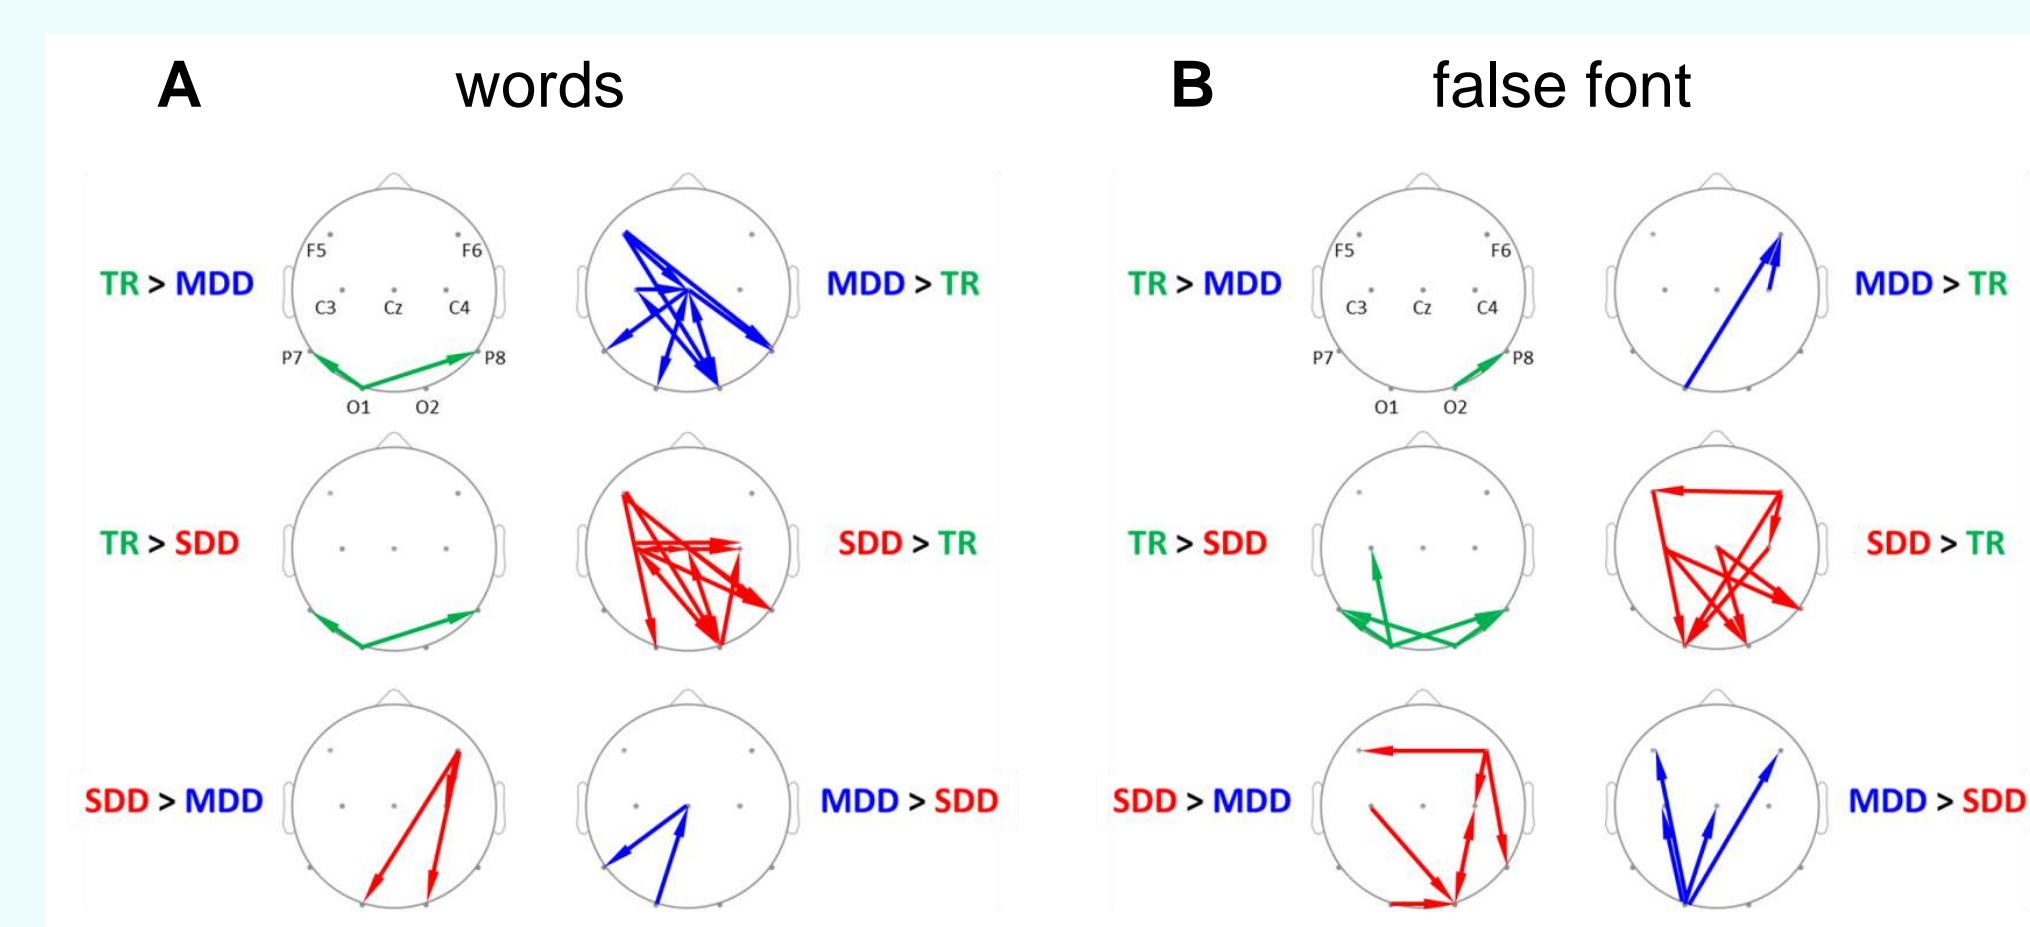 A words
B false font
TR > MDD
F5 F6
C3 Cz C4
P7 P8
O1 O2
MDD > TR
TR > MDD
F5 F6
C3 Cz C4
P7 P8
O1 O2
MDD > TR
TR > SDD
SDD > TR
TR > SDD
SDD > TR
SDD > MDD
MDD > SDD
SDD > MDD
MDD > SDD